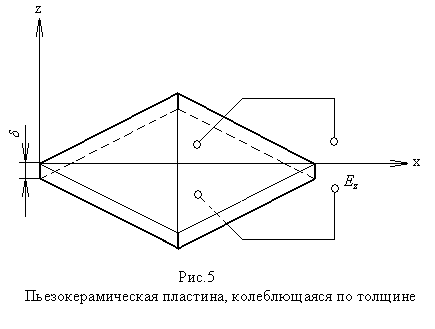 z
δ
x
E_z
Рис.5
Пьезокерамическая пластина, колеблющаяся по толщине